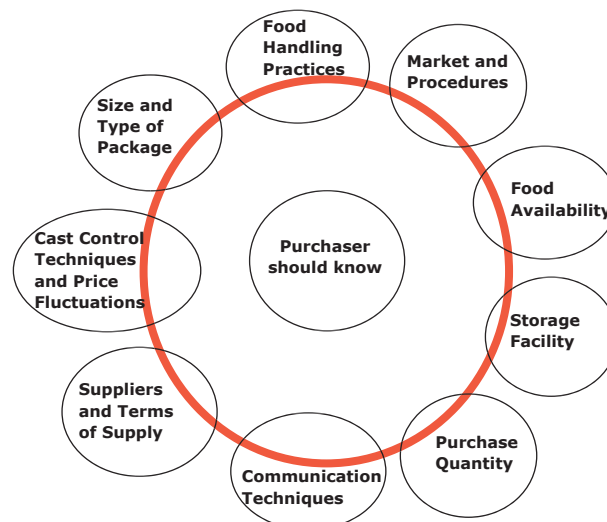 Food
Handling
Practices
Market and
Procedures
Food
Availability
Storage
Facility
Purchase
Quantity
Communication
Techniques
Suppliers
and Terms
of Supply
Cast Control
Techniques
and Price
Fluctuations
Size and
Type of
Package
Purchaser
should know